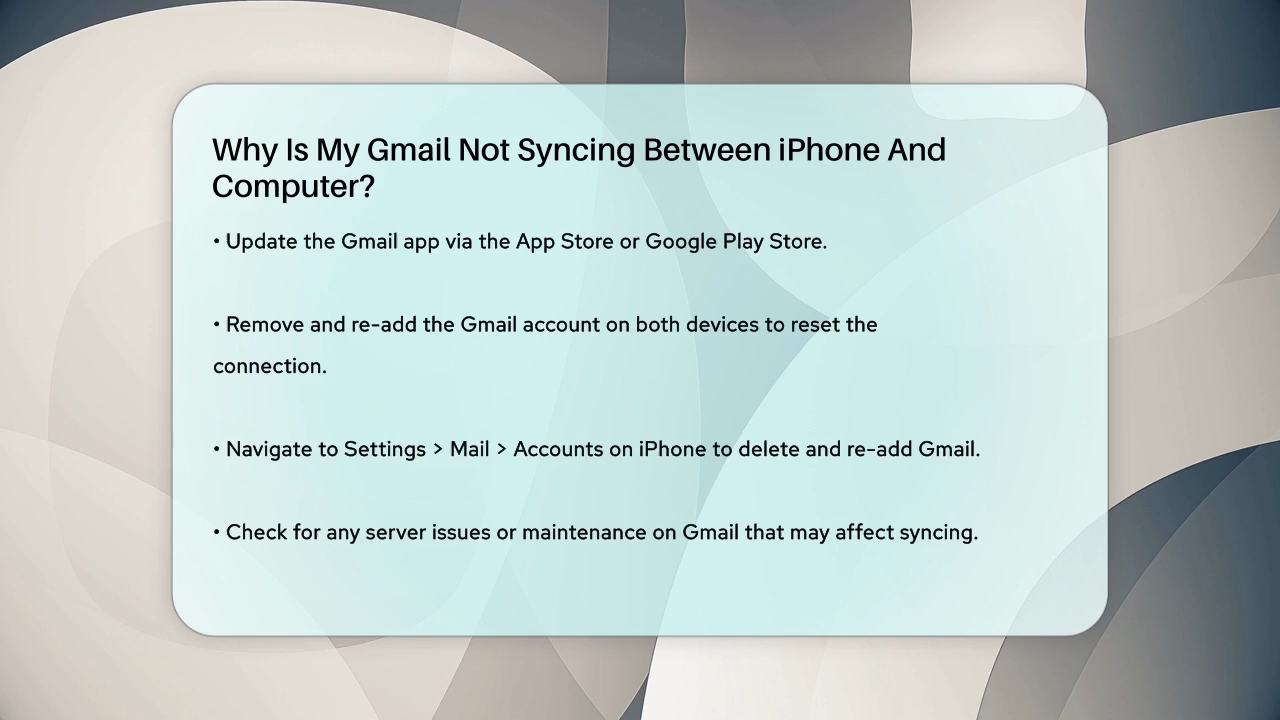 Why Is My Gmail Not Syncing Between iPhone And
Computer?
• Update the Gmail app via the App Store or Google Play Store.
• Remove and re-add the Gmail account on both devices to reset the
connection.
• Navigate to Settings > Mail > Accounts on iPhone to delete and re-add Gmail.
• Check for any server issues or maintenance on Gmail that may affect syncing.